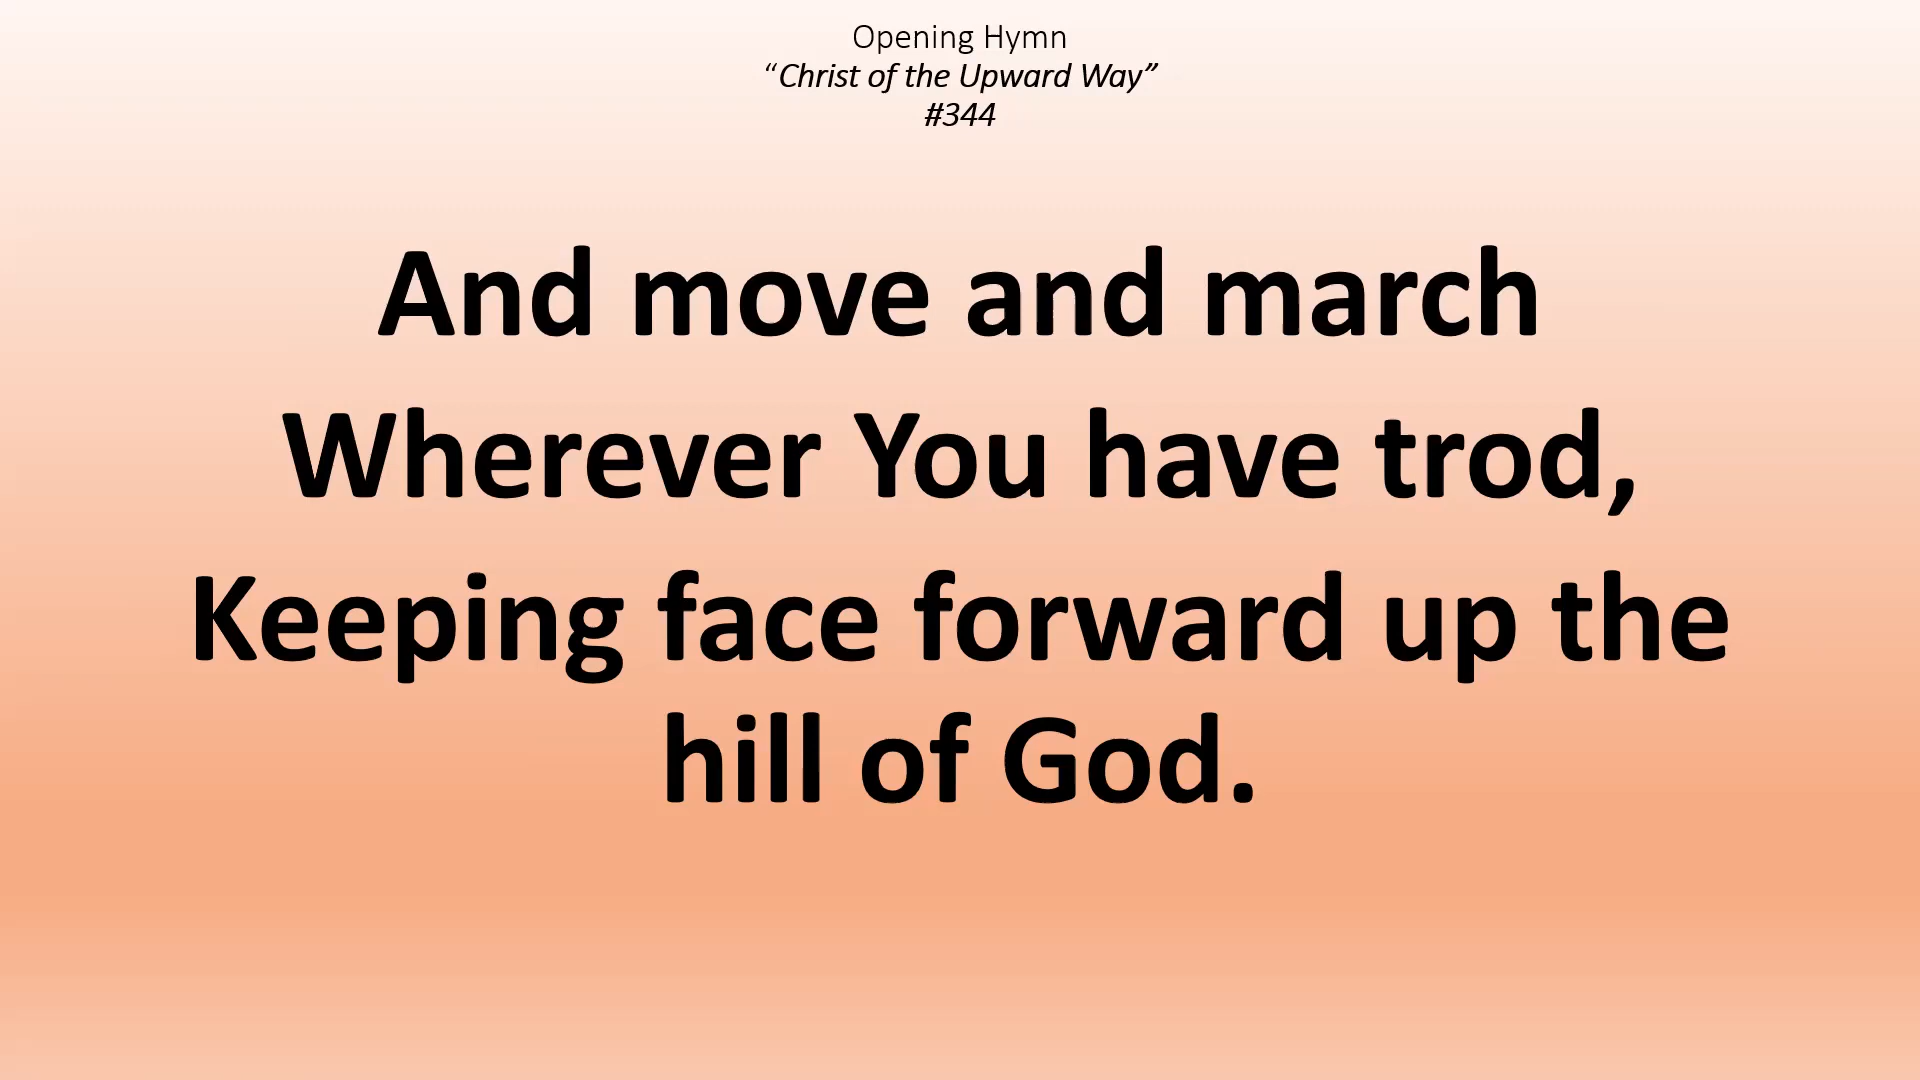 Opening Hymn
“Christ of the Upward Way”
#344
And move and march
Wherever You have trod,
Keeping face forward up the
hill of God.